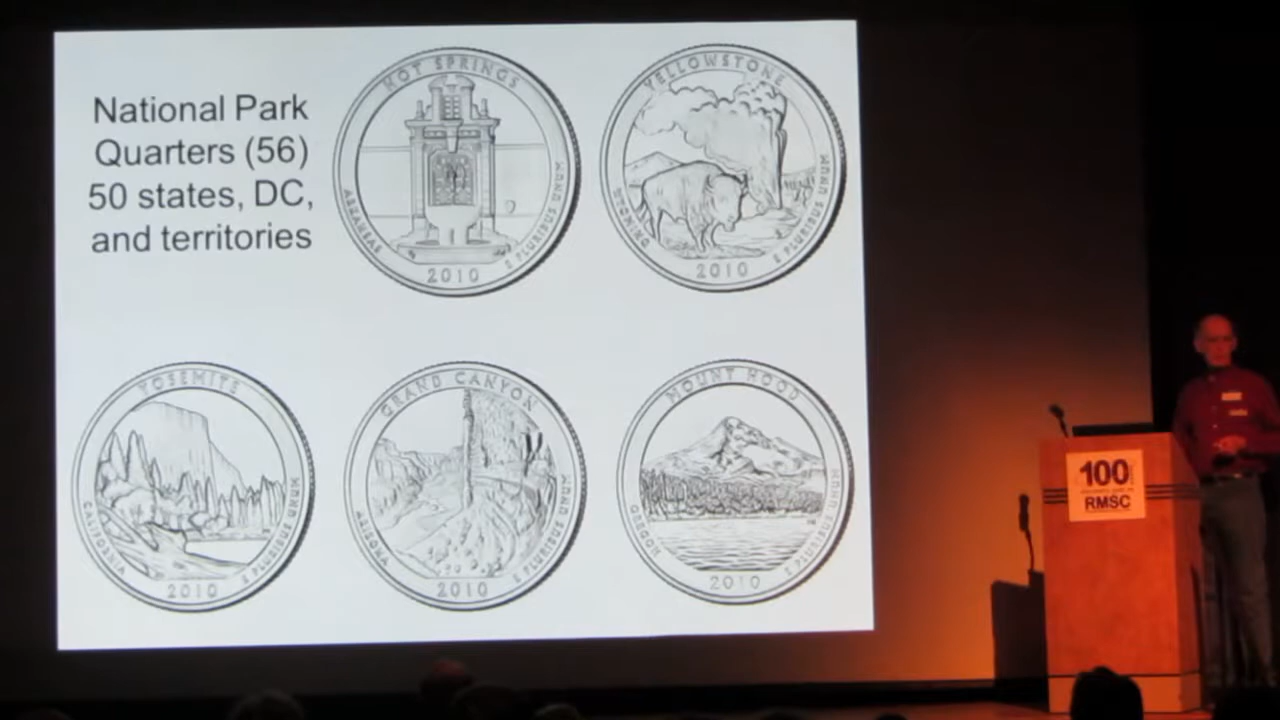 National Park
Quarters (56)
50 states, DC,
and territories
HOT SPRINGS
ARKANSAS
2010
E PLURIBUS UNUM
YELLOWSTONE
WYOMING
2010
E PLURIBUS UNUM
YOSEMITE
CALIFORNIA
2010
E PLURIBUS UNUM
GRAND CANYON
ARIZONA
2010
E PLURIBUS UNUM
MOUNT HOOD
OREGON
2010
E PLURIBUS UNUM
100
RMSC